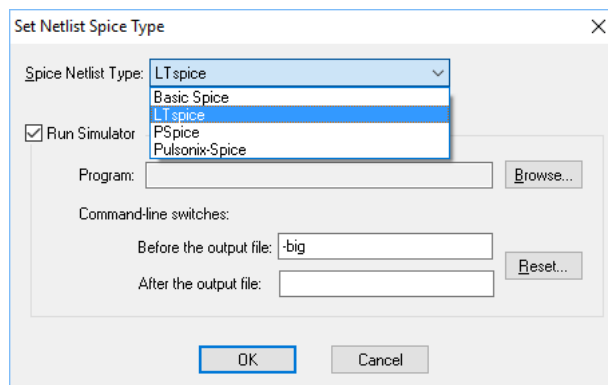 Set Netlist Spice Type
Spice Netlist Type: LTspice
Basic Spice
LTspice
PSpice
Pulsonix-Spice
Run Simulator
Program:
Browse...
Command-line switches:
Before the output file: -big
Reset...
After the output file:
OK
Cancel